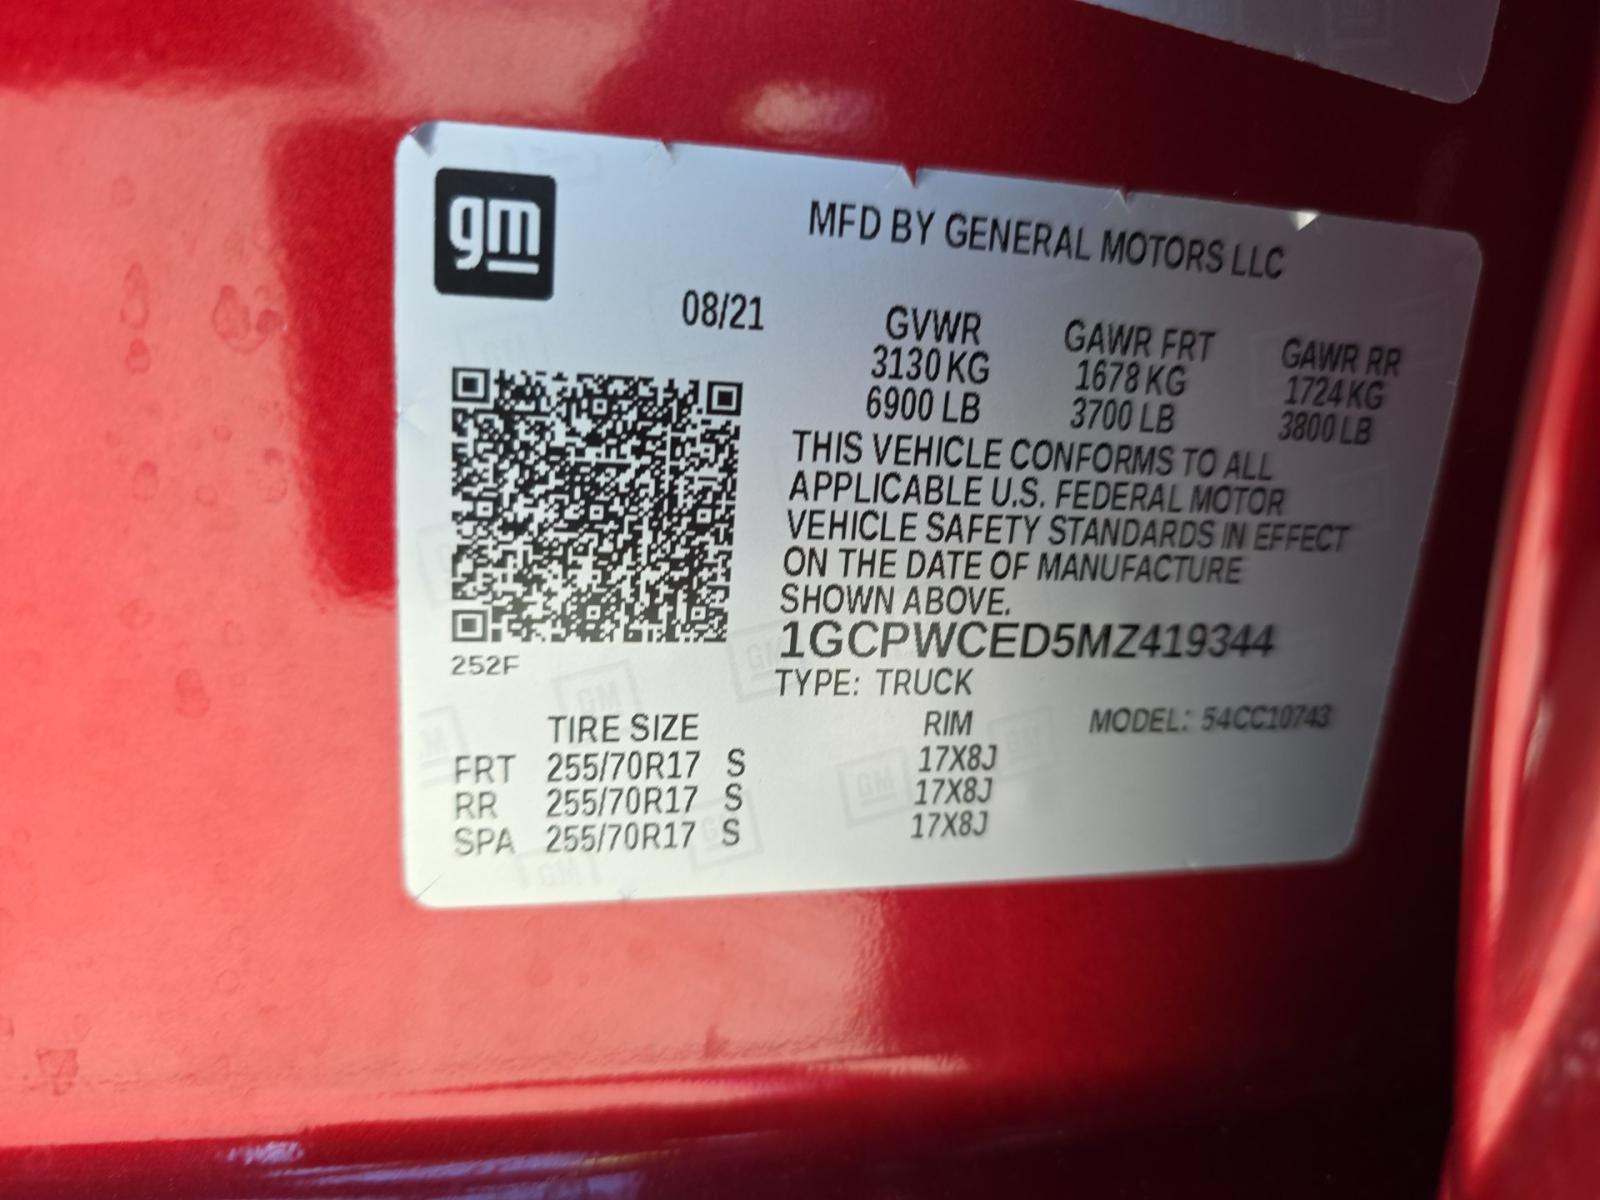 gm
MFD BY GENERAL MOTORS LLC
08/21
GVWR GAWR FRT GAWR RR
3130 KG 1678 KG 1724 KG
6900 LB 3700 LB 3800 LB
THIS VEHICLE CONFORMS TO ALL
APPLICABLE U.S. FEDERAL MOTOR
VEHICLE SAFETY STANDARDS IN EFFECT
ON THE DATE OF MANUFACTURE
SHOWN ABOVE.
1GCPWCED5MZ419344
252F
TYPE: TRUCK
TIRE SIZE RIM MODEL: 54CC10743
FRT 255/70R17 S 17X8J
RR 255/70R17 S 17X8J
SPA 255/70R17 S 17X8J